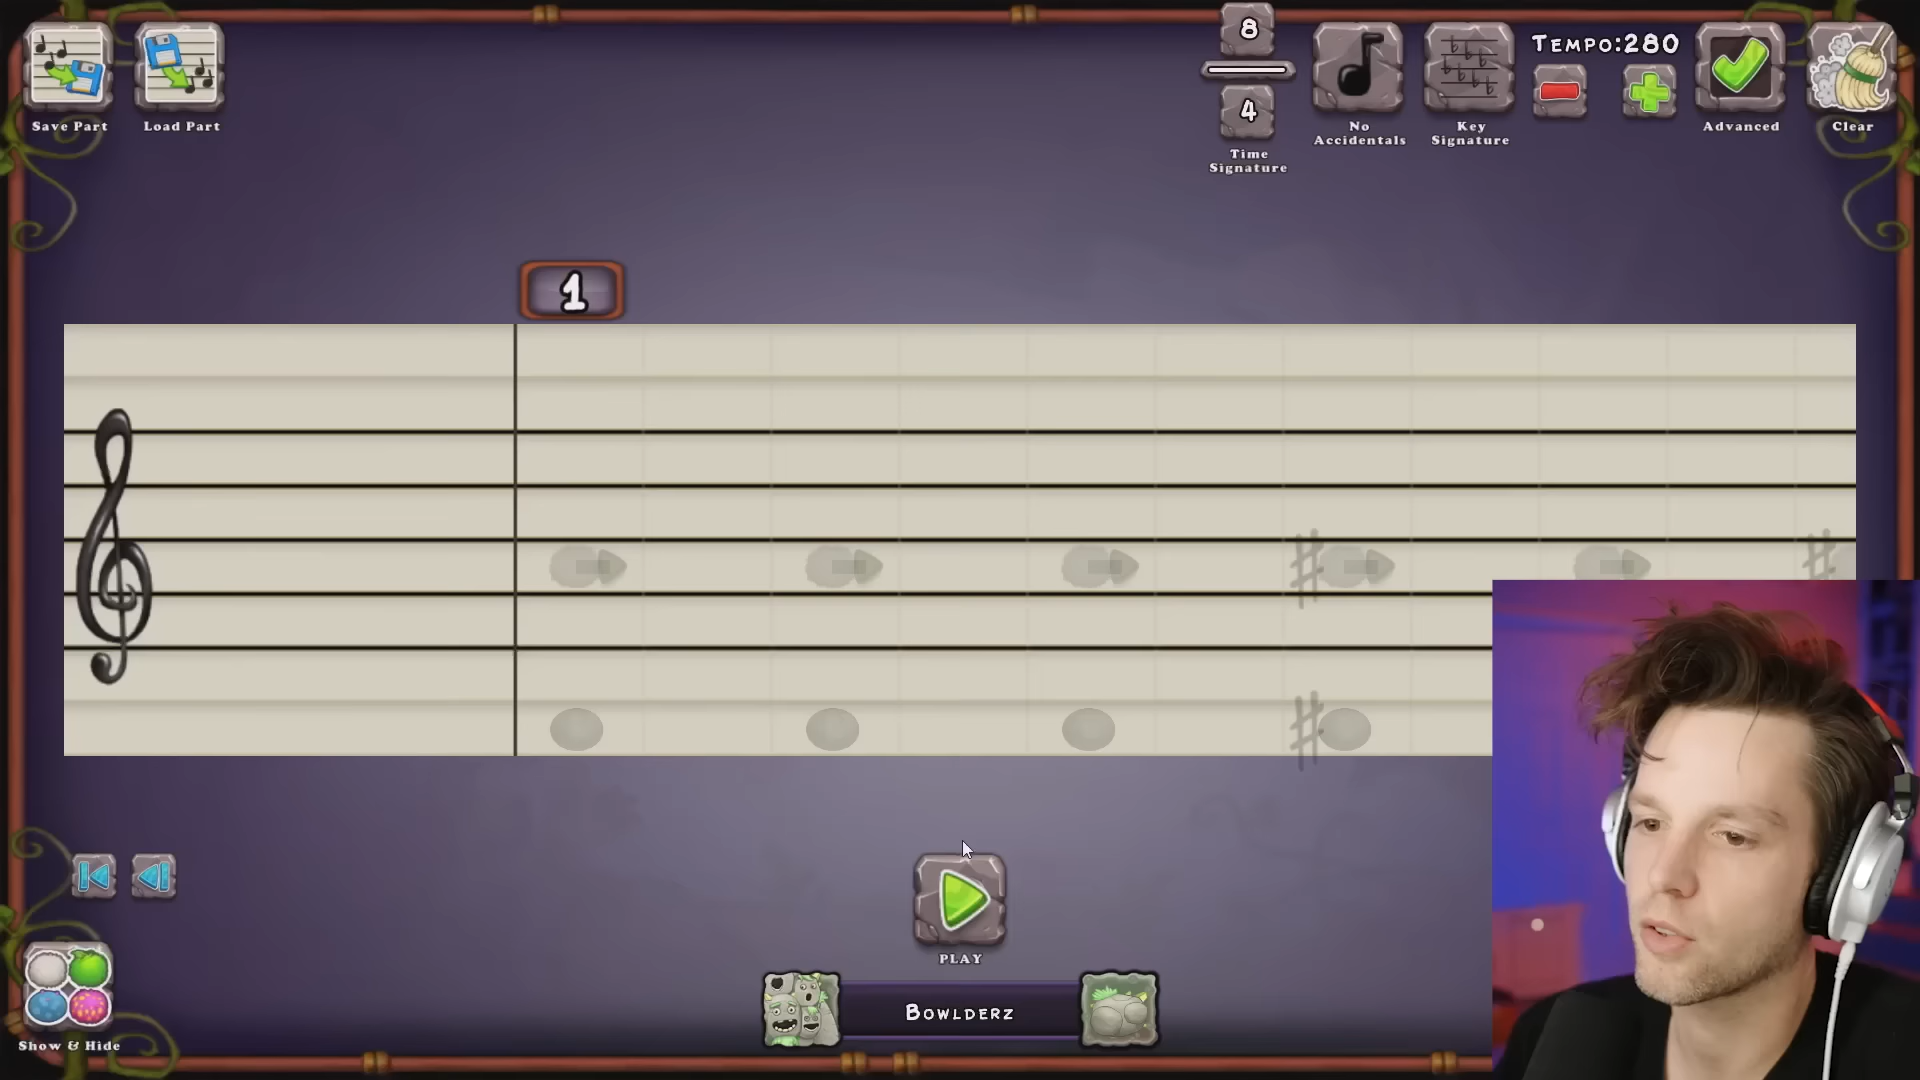 8
TEMPO:280
4
Save Part
Load Part
No
Accidentals
Key
Signature
Advanced
Clear
Time
Signature
1
PLAY
BOWLDERZ
Show & Hide